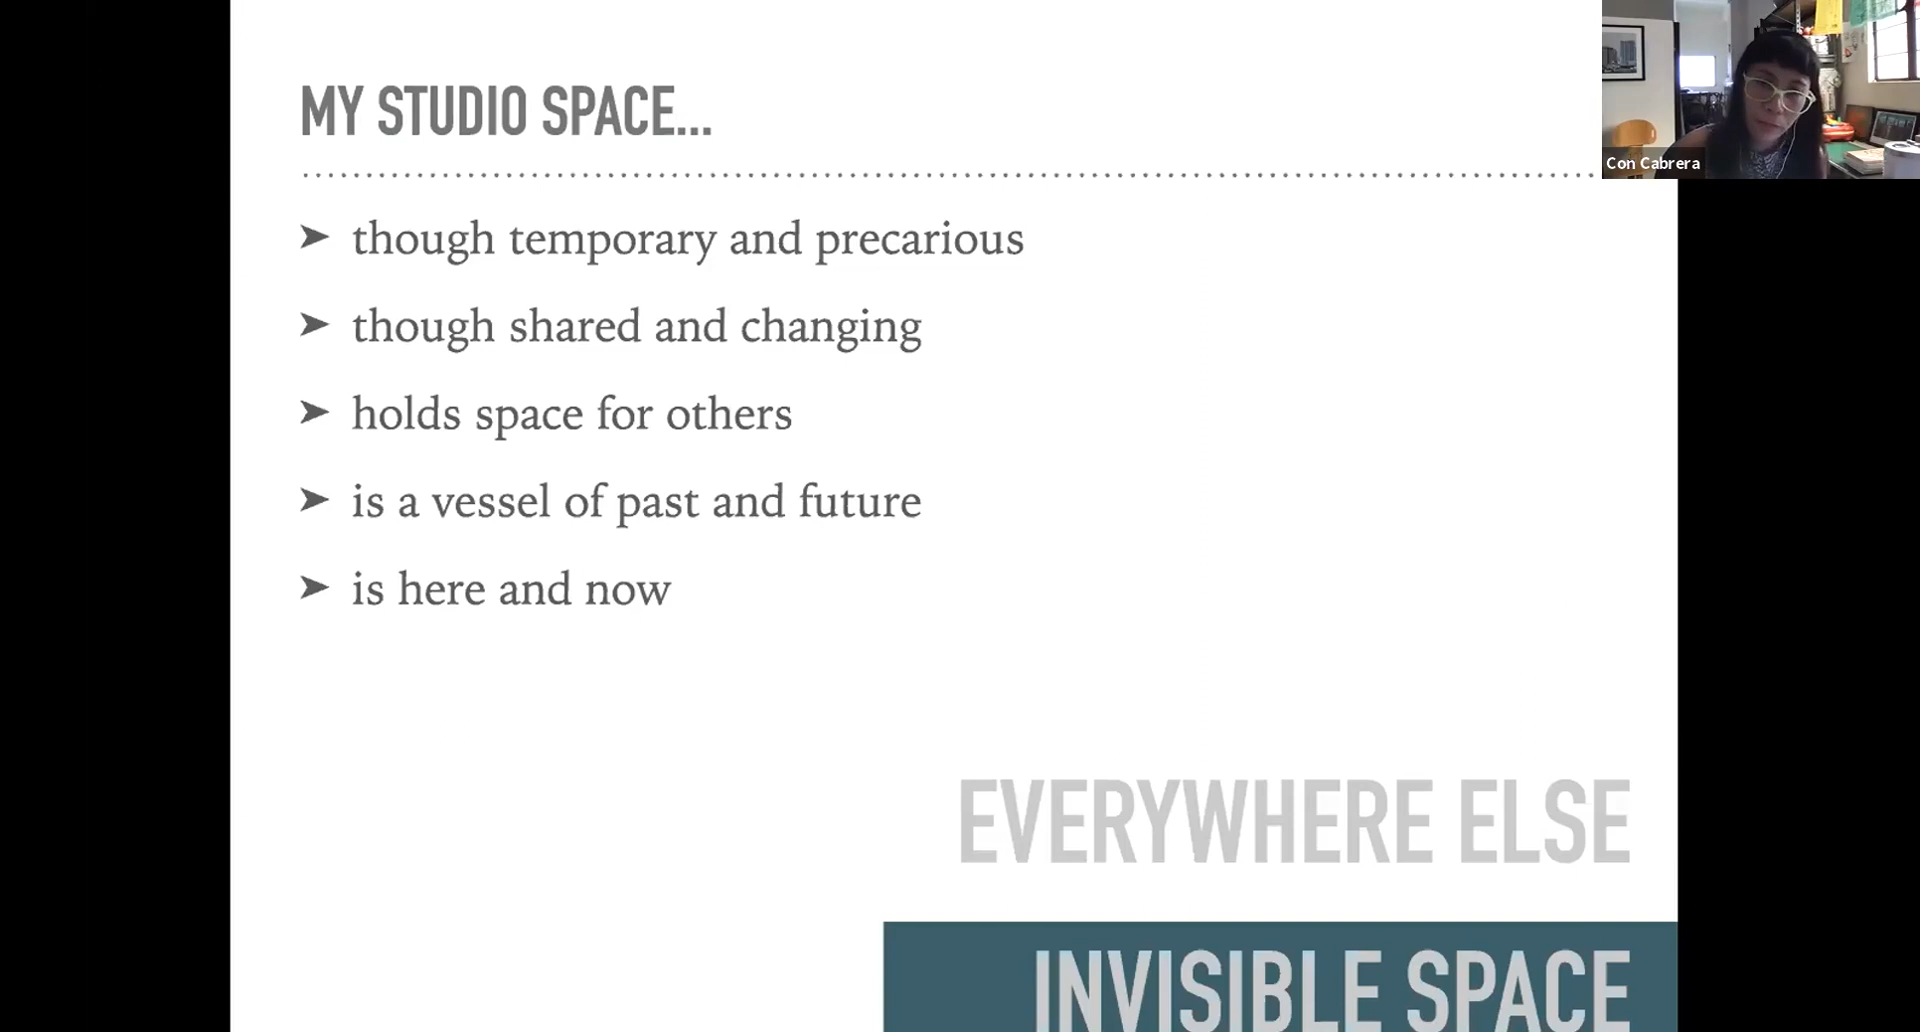 MY STUDIO SPACE...
Con Cabrera
➤ though temporary and precarious
➤ though shared and changing
➤ holds space for others
➤ is a vessel of past and future
➤ is here and now
EVERYWHERE ELSE
INVISIBLE SPACE